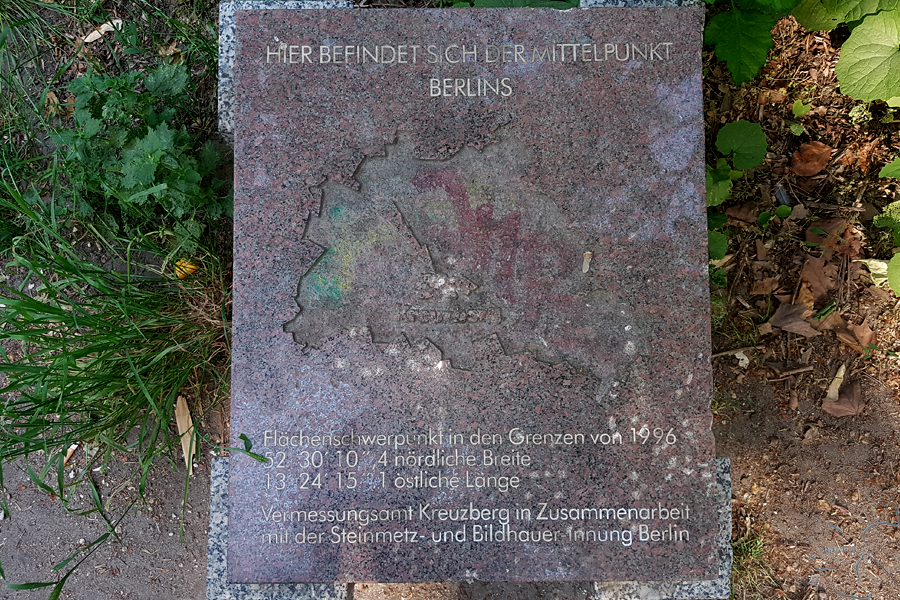 HIER BEFINDET SICH DER MITTELPUNKT
BERLINS
Flächenschwerpunkt in den Grenzen von 1996
52° 30´ 10´´,4 nördliche Breite
13° 24´ 15´´,1 östliche Länge
Vermessungsamt Kreuzberg in Zusammenarbeit
mit der Steinmetz- und Bildhauer-Innung Berlin